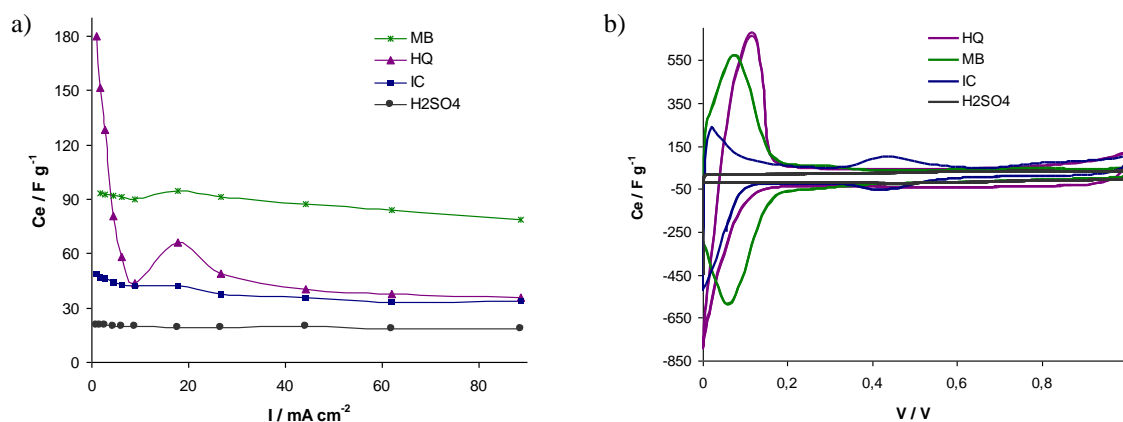 a)
Ce / F g⁻¹
180
150
120
90
60
30
0
0 20 40 60 80
I / mA cm⁻²
MB
HQ
IC
H2SO4
b)
Ce / F g⁻¹
550
350
150
-50
-250
-450
-650
-850
0 0,2 0,4 0,6 0,8
V / V
HQ
MB
IC
H2SO4